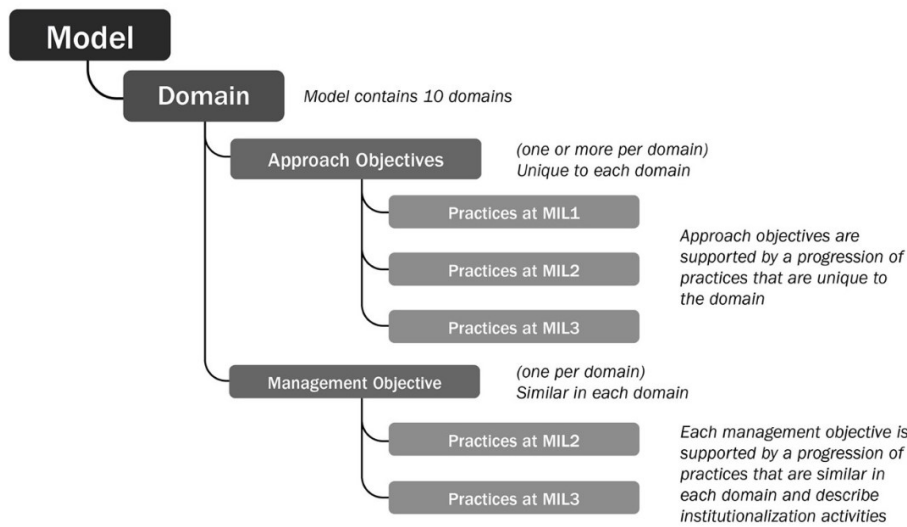 Model
Domain
Model contains 10 domains
Approach Objectives
(one or more per domain)
Unique to each domain
Practices at MIL1
Practices at MIL2
Practices at MIL3
Approach objectives are
supported by a progression of
practices that are unique to
the domain
Management Objective
(one per domain)
Similar in each domain
Practices at MIL2
Practices at MIL3
Each management objective is
supported by a progression of
practices that are similar in
each domain and describe
institutionalization activities